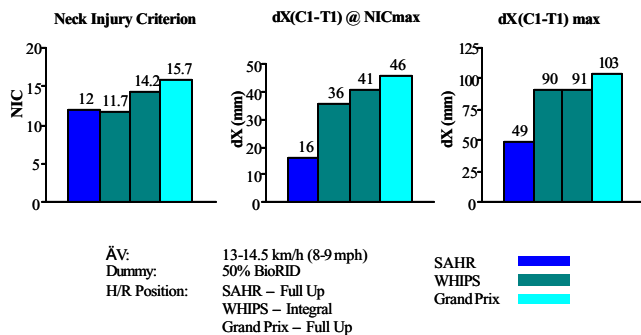 Neck Injury Criterion
20
15
10
5
0
NIC
12
11.7
14.2
15.7
dX(C1-T1) @ NICmax
50
40
30
20
10
0
dX (mm)
16
36
41
46
dX(C1-T1) max
125
100
75
50
25
0
dX (mm)
49
90
91
103
ÄV: 13-14.5 km/h (8-9 mph)
Dummy: 50% BioRID
H/R Position: SAHR – Full Up
WHIPS – Integral
Grand Prix – Full Up
SAHR
WHIPS
Grand Prix